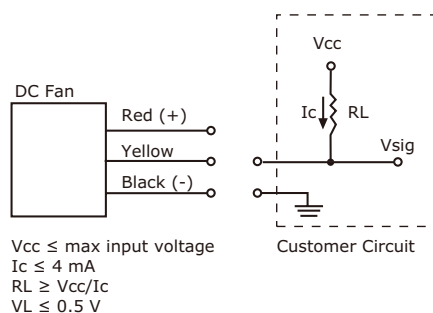 Vcc
DC Fan
Ic
RL
Red (+)
Yellow
Vsig
Black (-)
Vcc ≤ max input voltage
Customer Circuit
Ic ≤ 4 mA
RL ≥ Vcc/Ic
VL ≤ 0.5 V